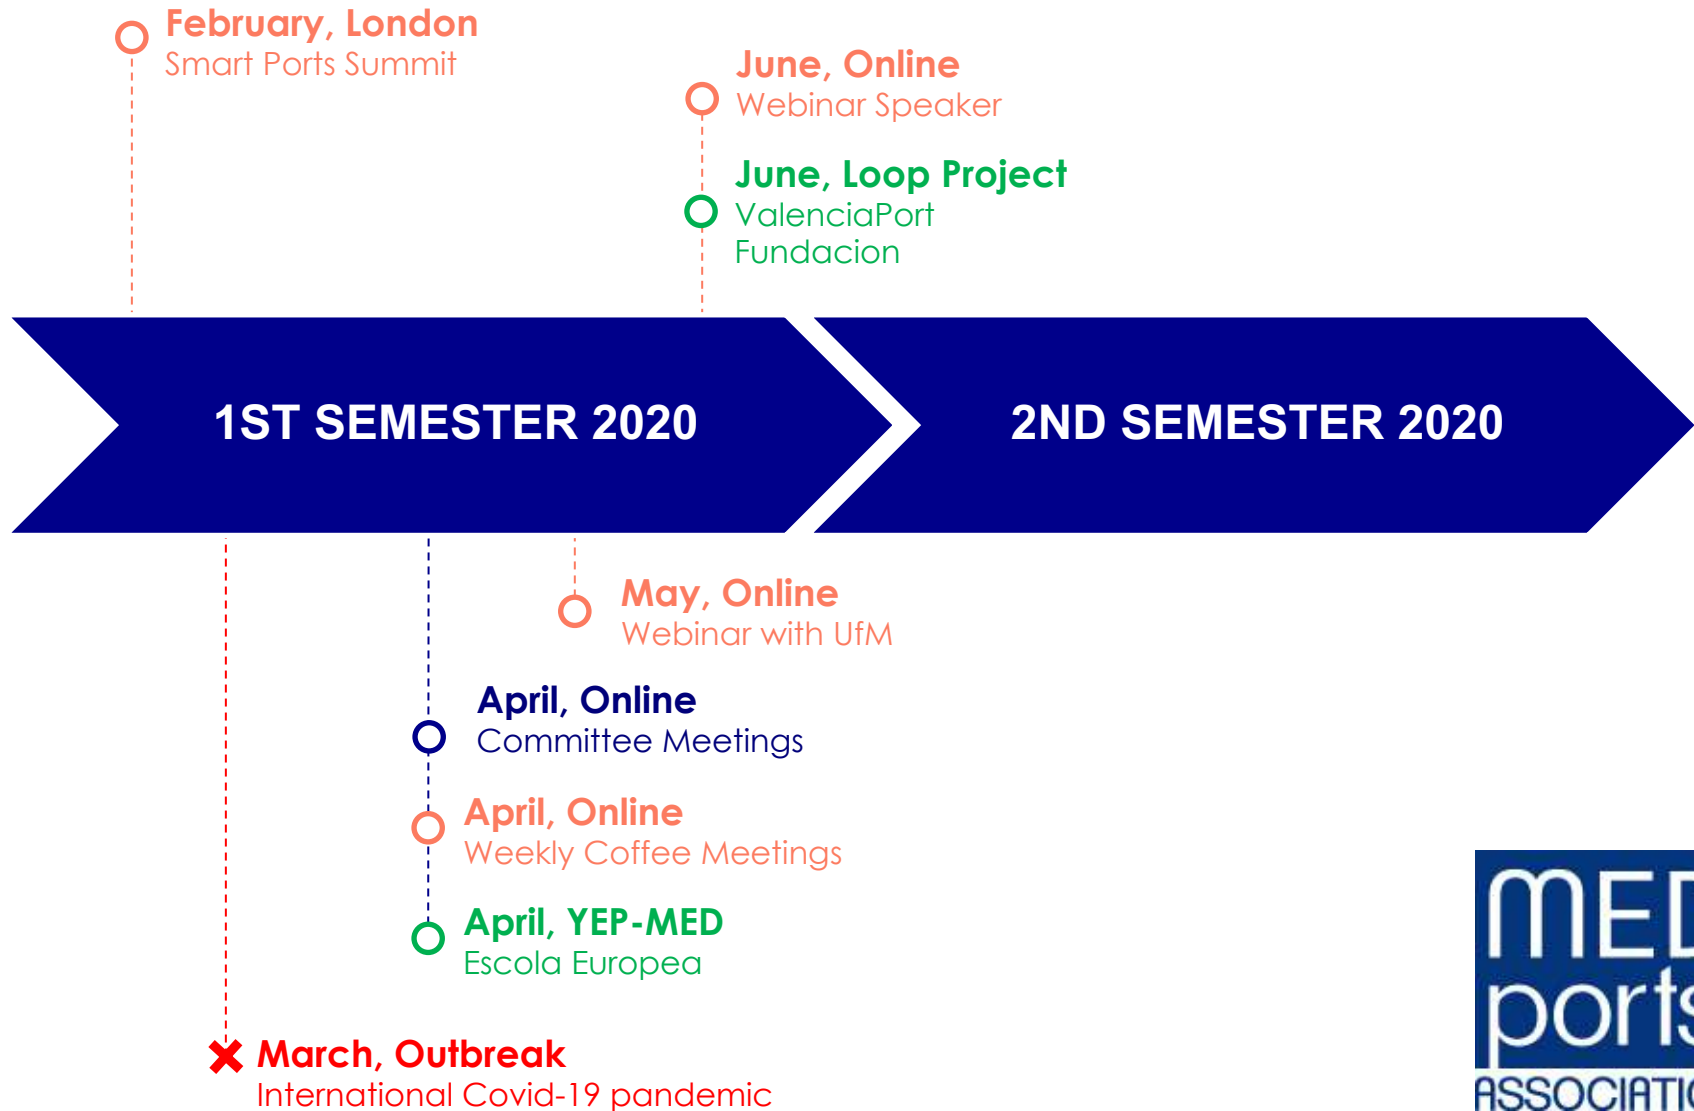 February, London
Smart Ports Summit
June, Online
Webinar Speaker
June, Loop Project
ValenciaPort
Fundacion
1ST SEMESTER 2020
2ND SEMESTER 2020
May, Online
Webinar with UfM
April, Online
Committee Meetings
April, Online
Weekly Coffee Meetings
April, YEP-MED
Escola Europea
March, Outbreak
International Covid-19 pandemic
MED
ports